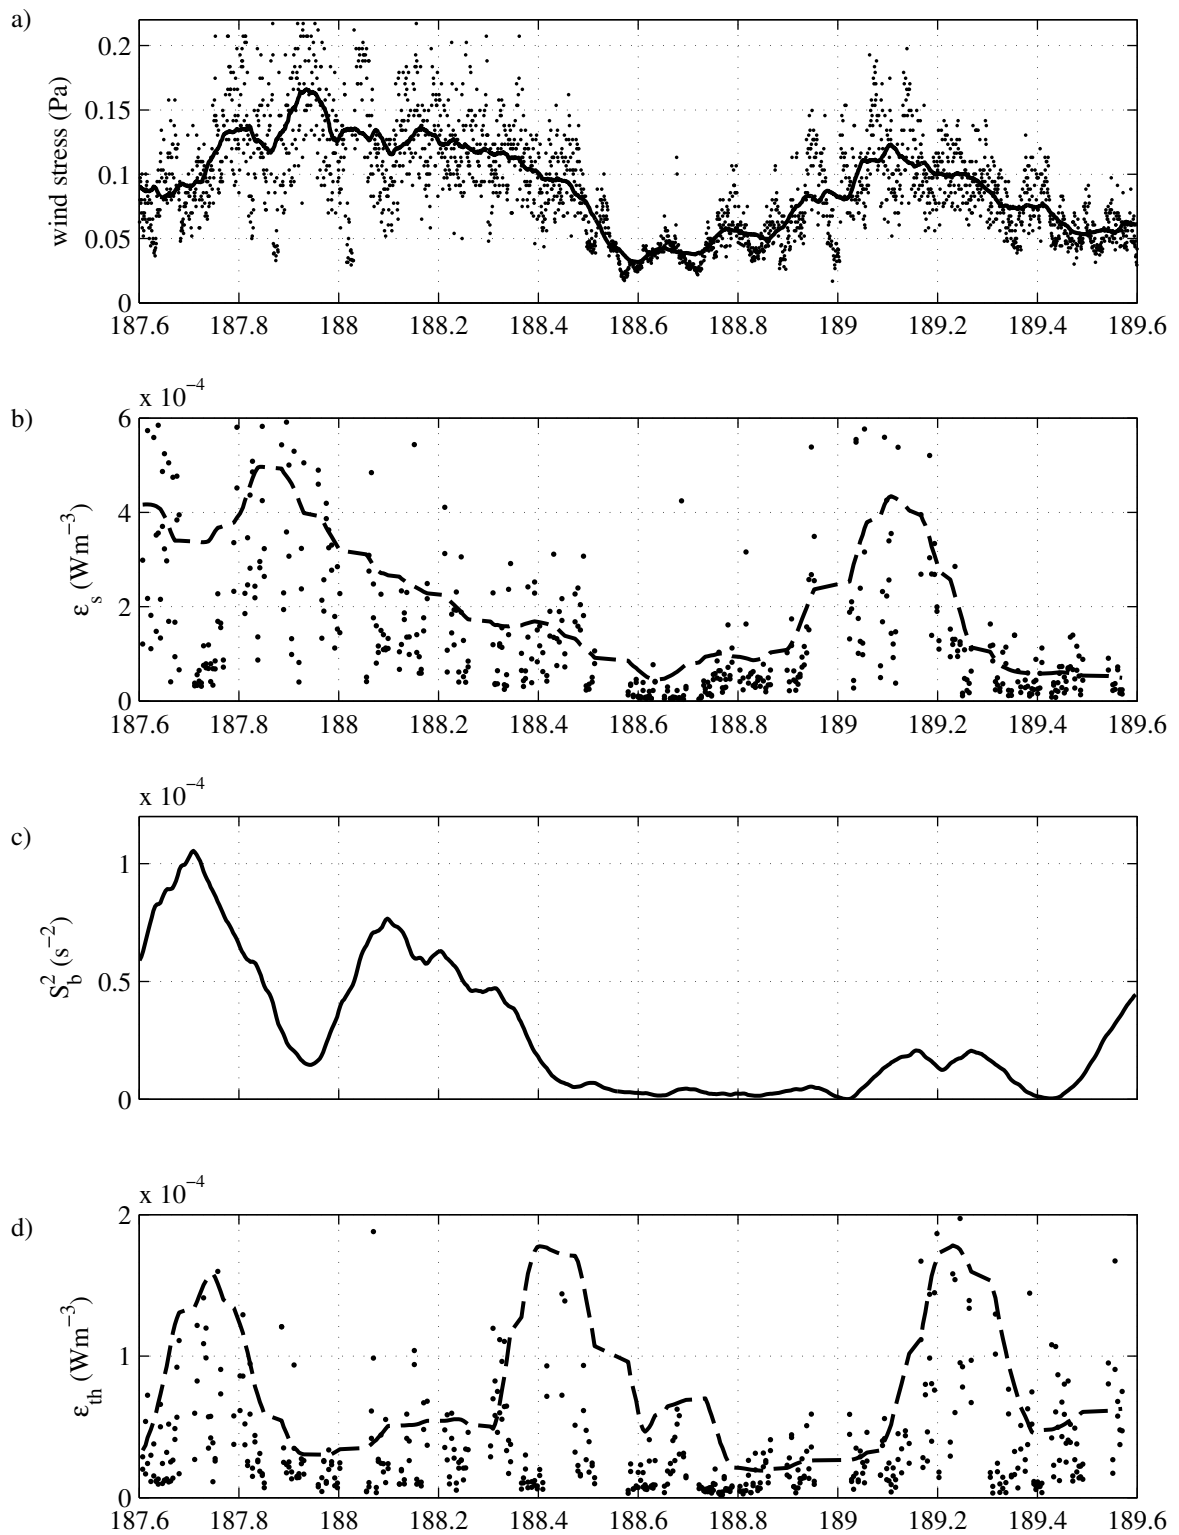 a)
wind stress (Pa)
0.2
0.15
0.1
0.05
0
187.6 187.8 188 188.2 188.4 188.6 188.8 189 189.2 189.4 189.6
x 10⁻⁴
b)
ε_s (Wm⁻³)
6
4
2
0
187.6 187.8 188 188.2 188.4 188.6 188.8 189 189.2 189.4 189.6
x 10⁻⁴
c)
S_b² (s⁻²)
1
0.5
0
x 10⁻⁴
d)
ε_th (Wm⁻³)
2
1
0
187.6 187.8 188 188.2 188.4 188.6 188.8 189 189.2 189.4 189.6